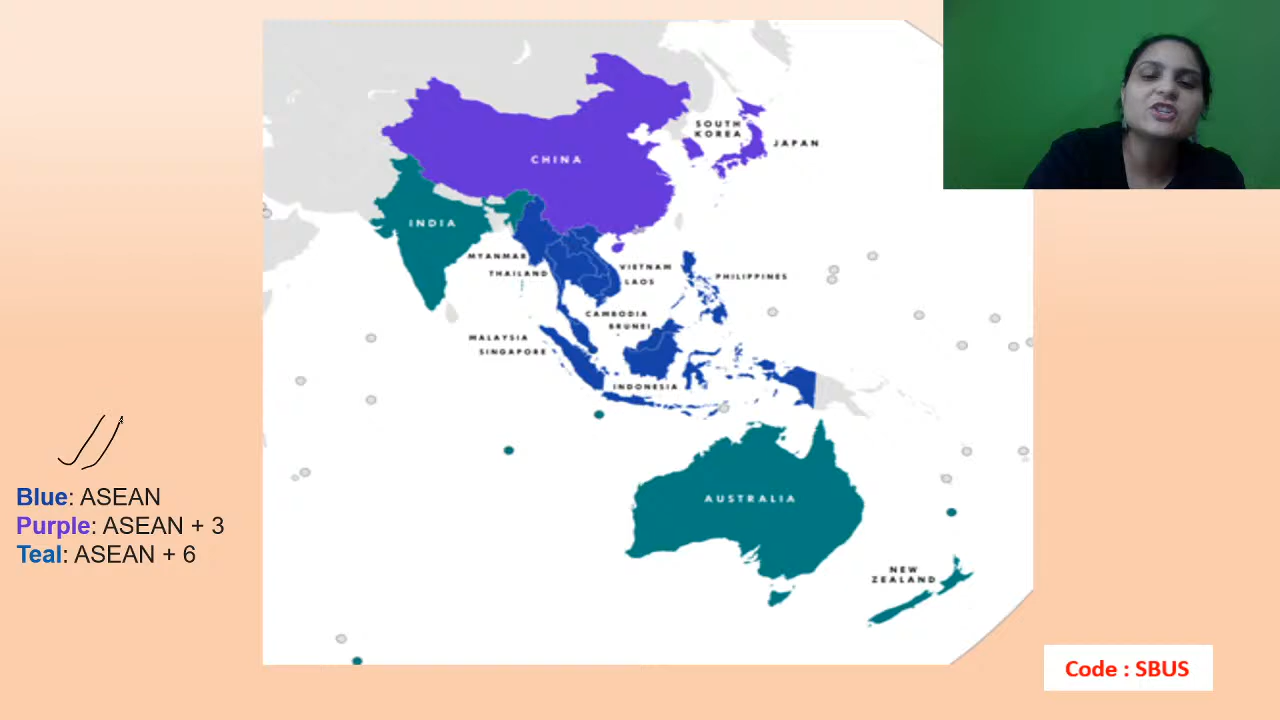 SOUTH
KOREA
JAPAN
CHINA
INDIA
MYANMAR
THAILAND
VIETNAM
LAOS
PHILIPPINES
CAMBODIA
BRUNEI
MALAYSIA
SINGAPORE
INDONESIA
AUSTRALIA
NEW
ZEALAND
Blue: ASEAN
Purple: ASEAN + 3
Teal: ASEAN + 6
Code : SBUS